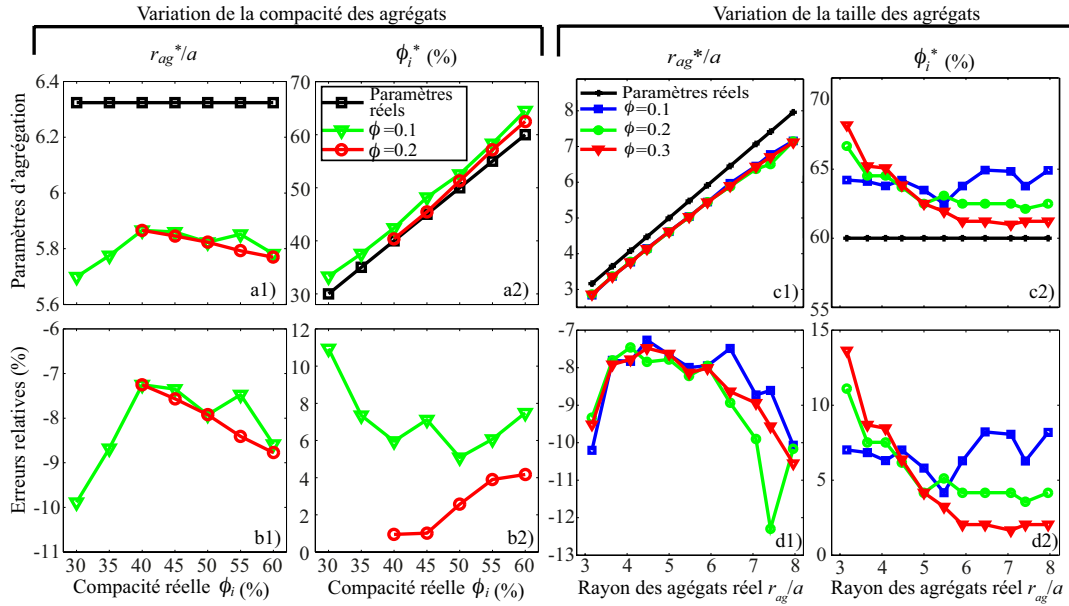 Variation de la compacité des agrégats
Variation de la taille des agrégats
r_ag*/a
ϕ_i* (%)
r_ag*/a
ϕ_i* (%)
Paramètres d'agrégation
6.4
6.2
6
5.8
5.6
a1)
70
60
50
40
30
Paramètres réels
ϕ=0.1
ϕ=0.2
a2)
8
7
6
5
4
3
Paramètres réels
ϕ=0.1
ϕ=0.2
ϕ=0.3
c1)
70
65
60
55
c2)
Erreurs relatives (%)
-6
-7
-8
-9
-10
-11
b1)
30 35 40 45 50 55 60
Compacité réelle ϕ_i (%)
12
10
8
6
4
2
0
b2)
30 35 40 45 50 55 60
Compacité réelle ϕ_i (%)
-7
-8
-9
-10
-11
-12
-13
d1)
3 4 5 6 7 8
Rayon des agégats réel r_ag/a
15
10
5
0
d2)
3 4 5 6 7 8
Rayon des agrégats réel r_ag/a